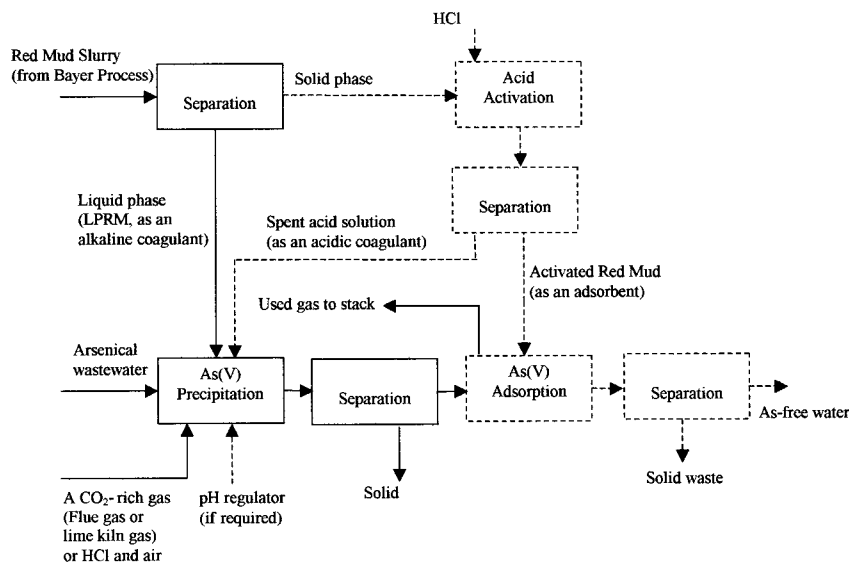 HCl
Red Mud Slurry
(from Bayer Process)
Separation
Solid phase
Acid
Activation
Liquid phase
(LPRM, as an
alkaline coagulant)
Spent acid solution
(as an acidic coagulant)
Separation
Activated Red Mud
(as an adsorbent)
Used gas to stack
Arsenical
wastewater
As(V)
Precipitation
Separation
As(V)
Adsorption
Separation
As-free water
Solid
Solid waste
A CO₂- rich gas
(Flue gas or
lime kiln gas)
or HCl and air
pH regulator
(if required)